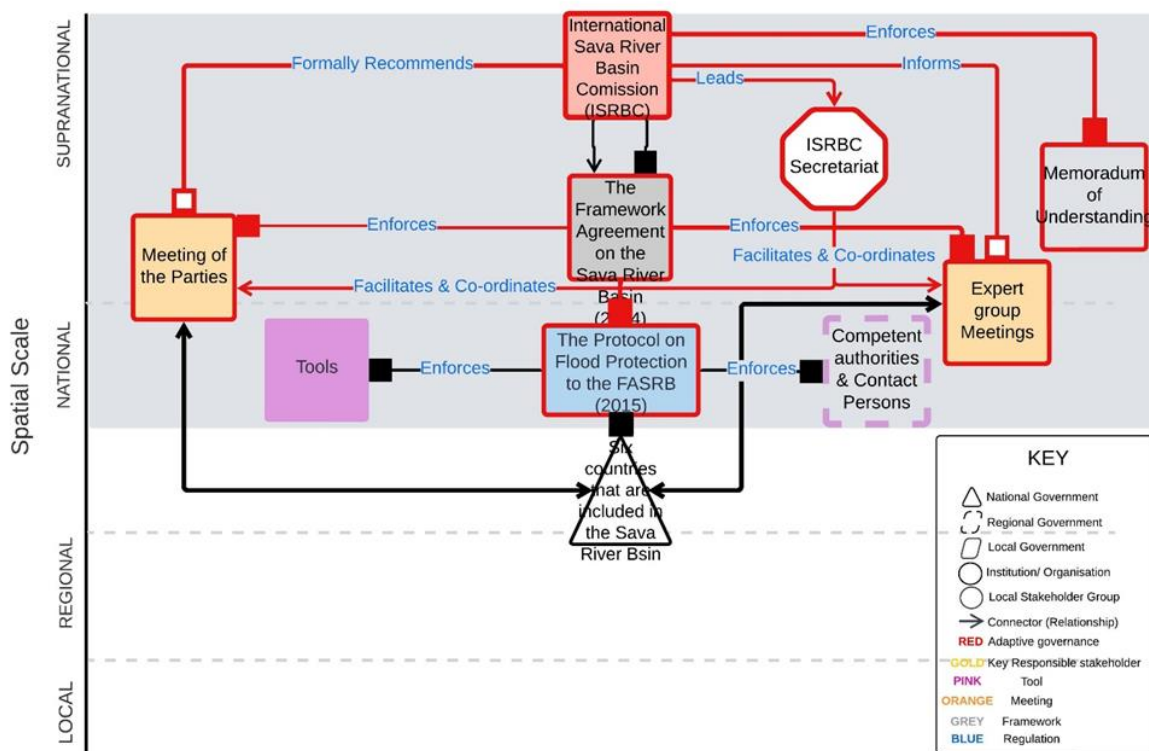 Spatial Scale
SUPRANATIONAL
NATIONAL
REGIONAL
LOCAL
International
Sava River
Basin
Comission
(ISRBC)
Formally Recommends
Enforces
Informs
Leads
ISRBC
Secretariat
Memoradum
of
Understanding
The
Framework
Agreement
on the
Sava River
Basin
Meeting of
the Parties
Enforces
Enforces
Facilitates & Co-ordinates
Facilitates & Co-ordinates
Expert
group
Meetings
Tools
Enforces
The Protocol on
Flood Protection
to the FASRB
(2015)
Enforces
Competent
authorities
& Contact
Persons
Six
countries
that are
included in
the Sava
River Bsin
KEY
National Government
Regional Government
Local Government
Institution/ Organisation
Local Stakeholder Group
Connector (Relationship)
RED Adaptive governance
GOLD Key Responsible stakeholder
PINK Tool
ORANGE Meeting
GREY Framework
BLUE Regulation